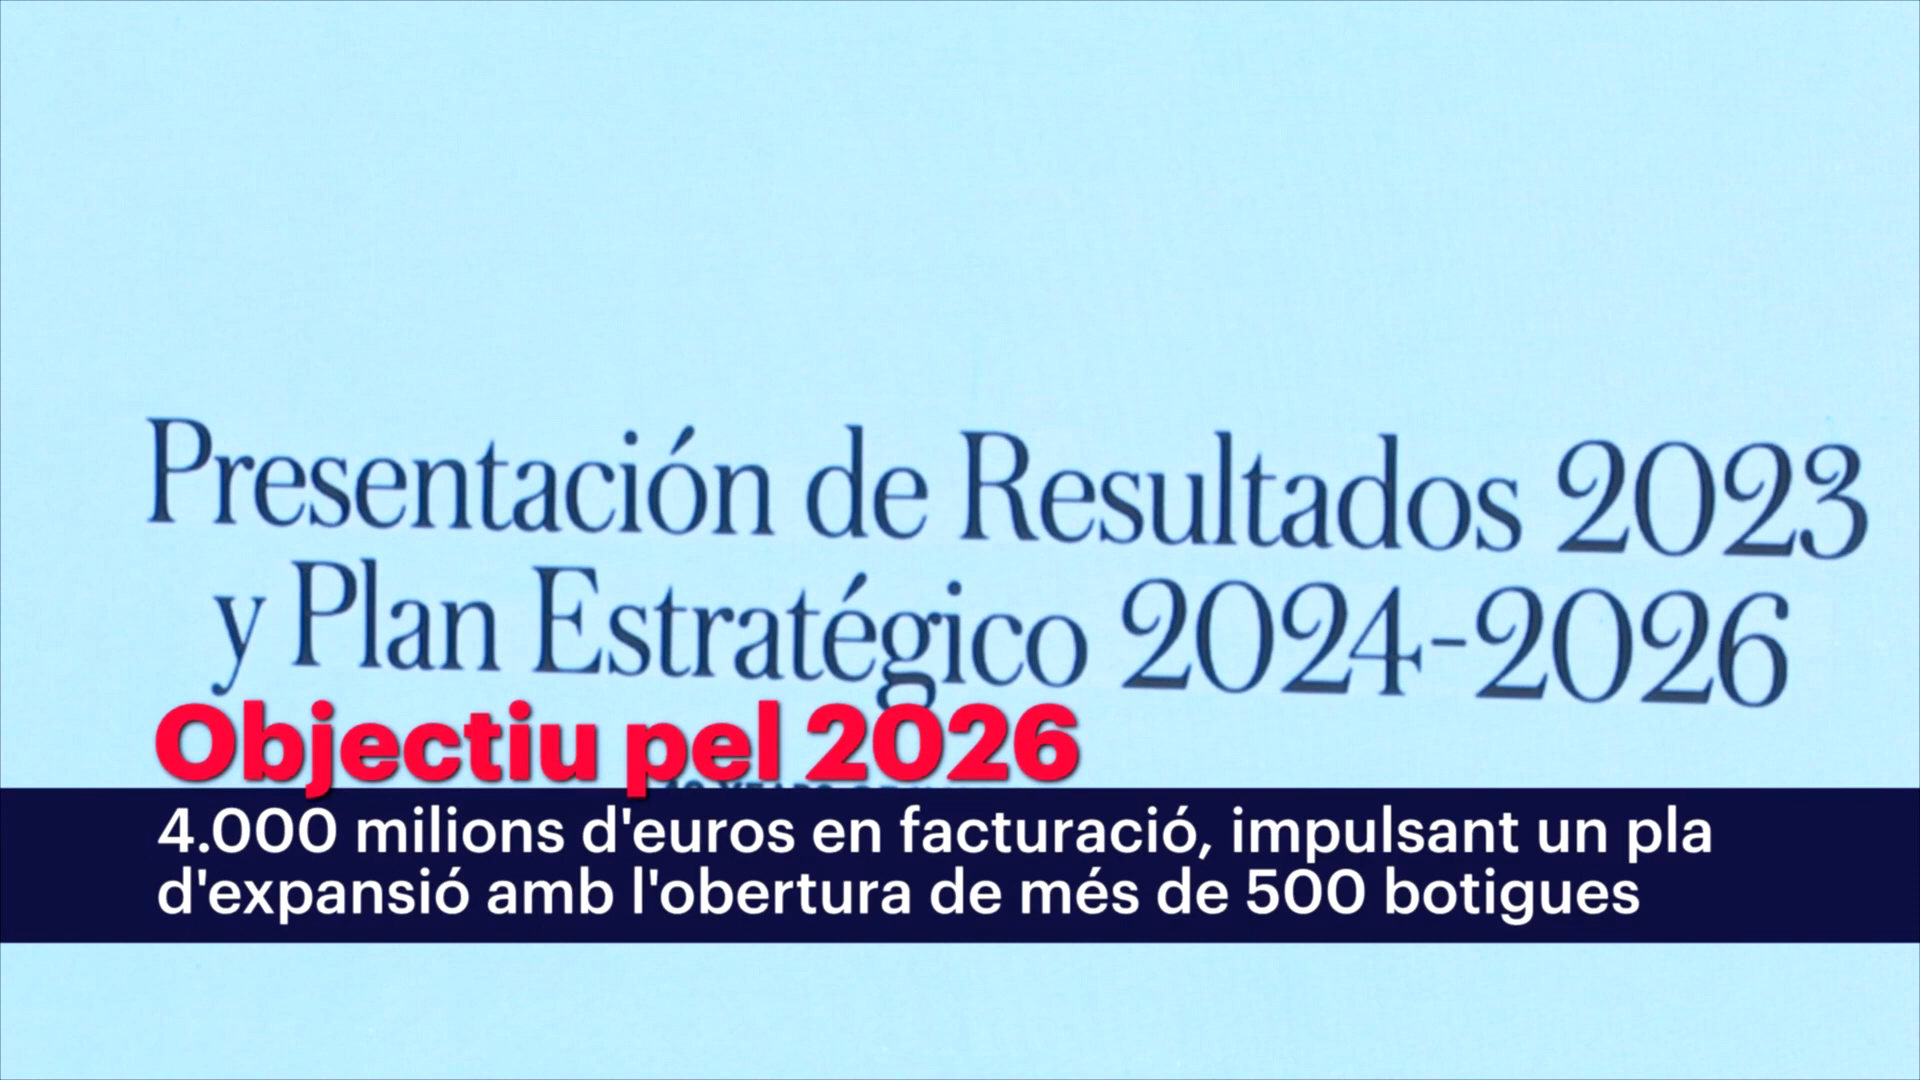 Presentación de Resultados 2023
y Plan Estratégico 2024-2026
Objectiu pel 2026
4.000 milions d'euros en facturació, impulsant un pla
d'expansió amb l'obertura de més de 500 botigues